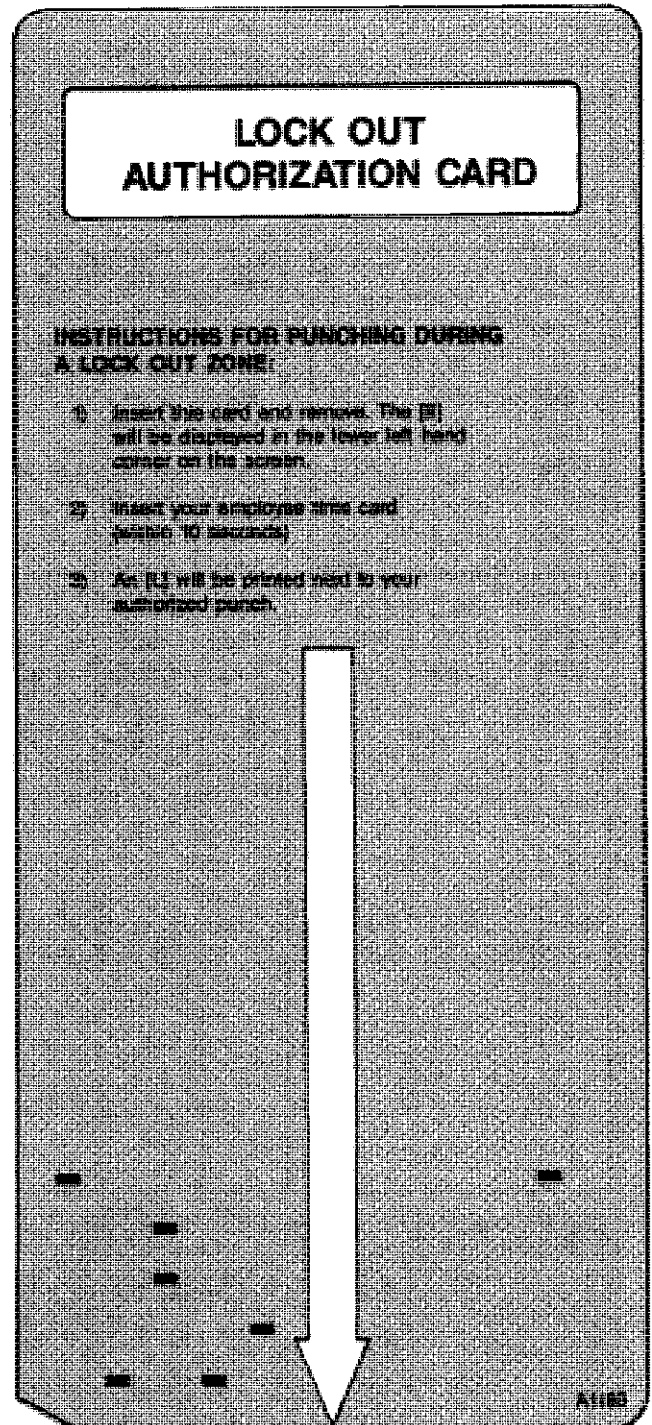 LOCK OUT
AUTHORIZATION CARD
INSTRUCTIONS FOR PUNCHING DURING
A LOCK OUT ZONE:
1) Insert this card and remove. The
will be displayed in the lower left hand
corner on the screen.
2) Insert your employee time card
(within 10 seconds)
3) An [L] will be printed next to your
authorized punch.